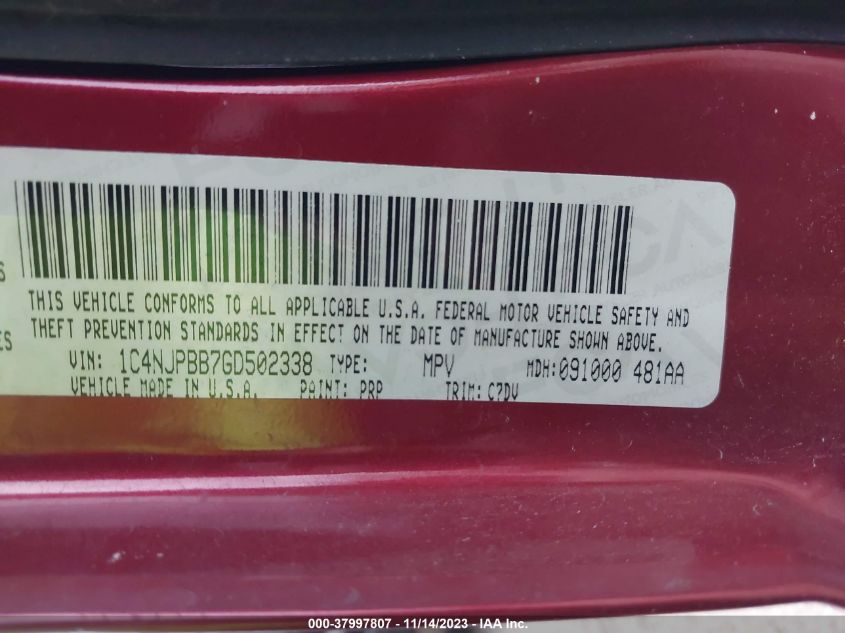 THIS VEHICLE CONFORMS TO ALL APPLICABLE U.S.A. FEDERAL MOTOR VEHICLE SAFETY AND
ES THEFT PREVENTION STANDARDS IN EFFECT ON THE DATE OF MANUFACTURE SHOWN ABOVE.
VIN: 1C4NJPBB7GD502338 TYPE: MPV MDH:091000 481AA
VEHICLE MADE IN U.S.A. PAINT: PRP TRIM: C7DV
000-37997807 - 11/14/2023 - IAA Inc.